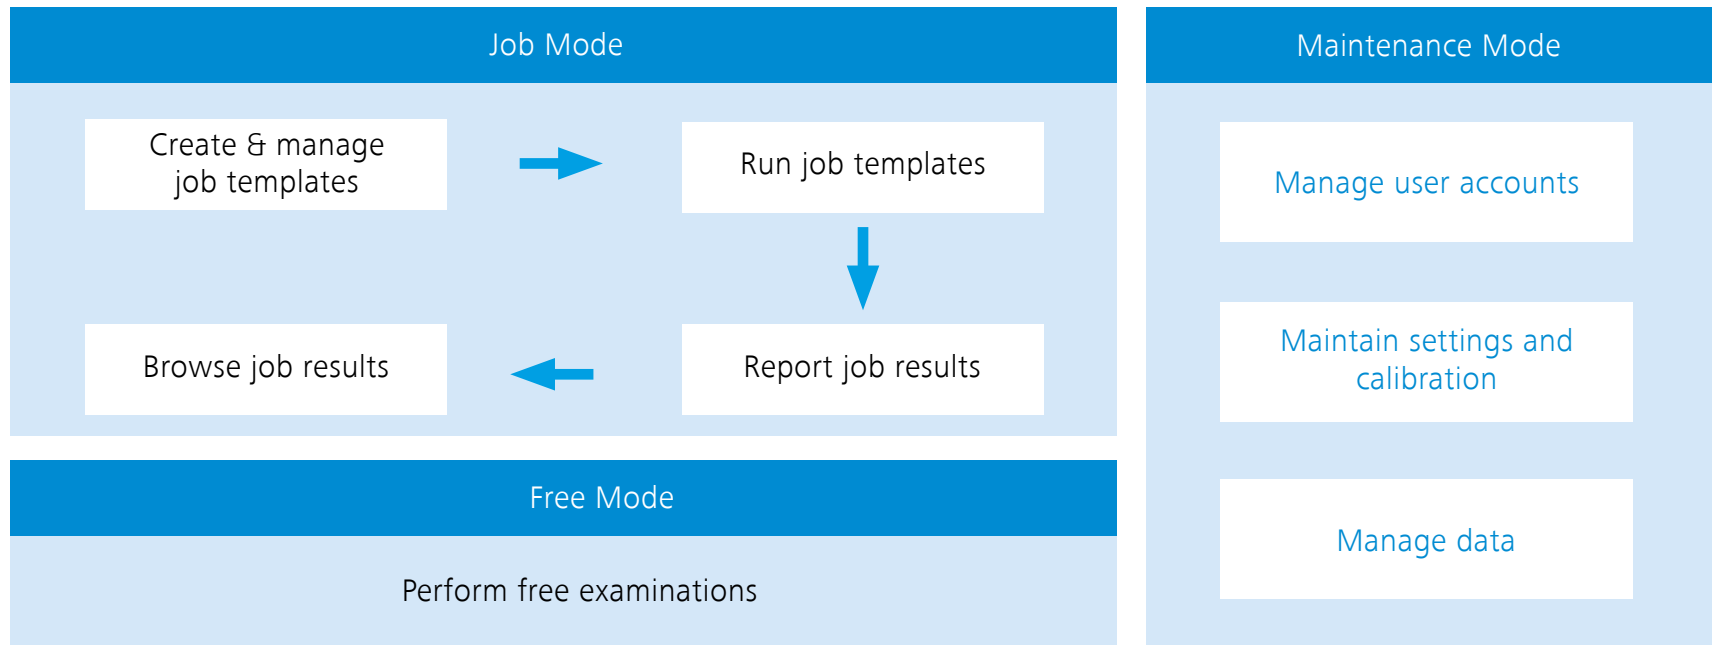 Job Mode
Create & manage
job templates
Run job templates
Browse job results
Report job results
Free Mode
Perform free examinations
Maintenance Mode
Manage user accounts
Maintain settings and
calibration
Manage data